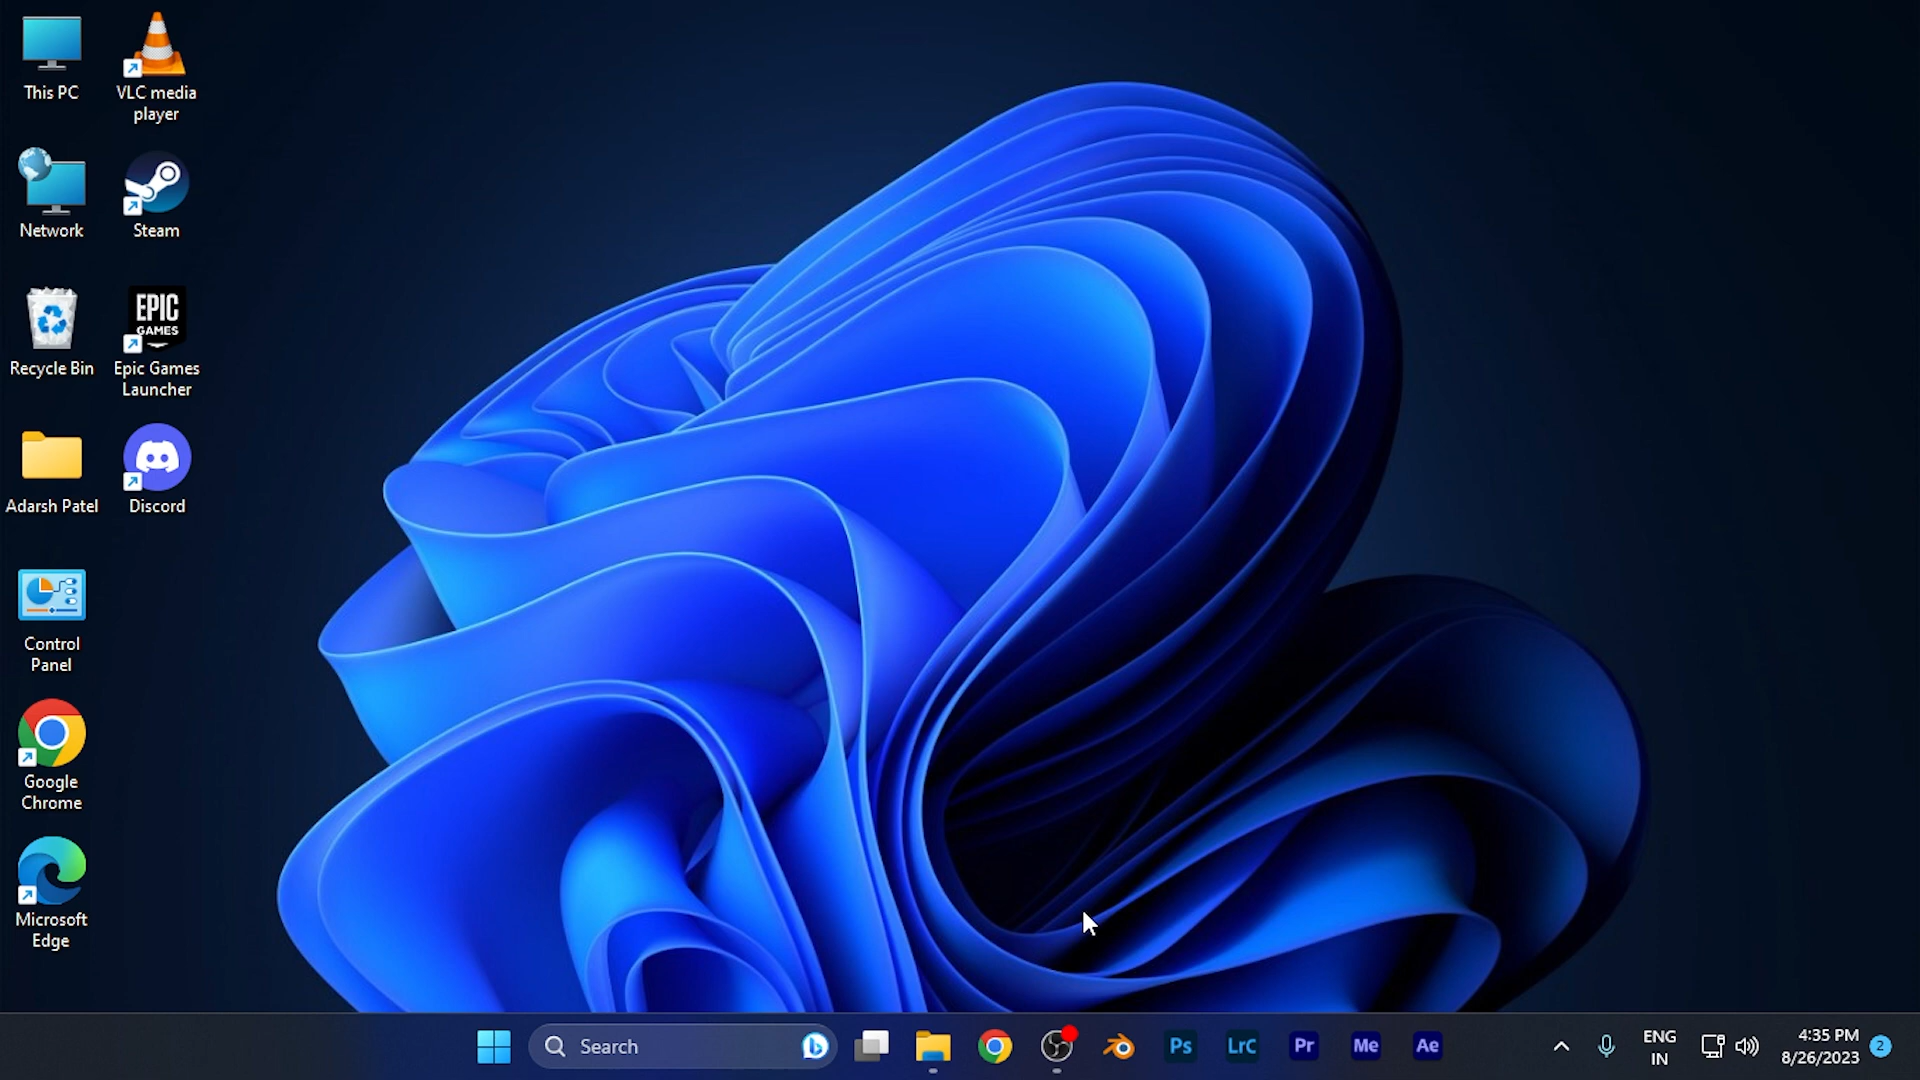 This PC
VLC media
player
Network
Steam
Recycle Bin
EPIC
GAMES
Epic Games
Launcher
Adarsh Patel
Discord
Control
Panel
Google
Chrome
Microsoft
Edge
Search
Ps
LrC
Pr
Me
Ae
ENG
IN
4:35 PM
8/26/2023
2